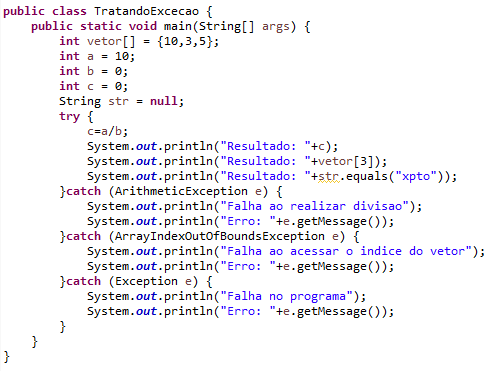 public class TratandoExcecao {
    public static void main(String[] args) {
        int vetor[] = {10,3,5};
        int a = 10;
        int b = 0;
        int c = 0;
        String str = null;
        try {
            c=a/b;
            System.out.println("Resultado: "+c);
            System.out.println("Resultado: "+vetor[3]);
            System.out.println("Resultado: "+str.equals("xpto"));
        }catch (ArithmeticException e) {
            System.out.println("Falha ao realizar divisao");
            System.out.println("Erro: "+e.getMessage());
        }catch (ArrayIndexOutOfBoundsException e) {
            System.out.println("Falha ao acessar o indice do vetor");
            System.out.println("Erro: "+e.getMessage());
        }catch (Exception e) {
            System.out.println("Falha no programa");
            System.out.println("Erro: "+e.getMessage());
        }
    }
}